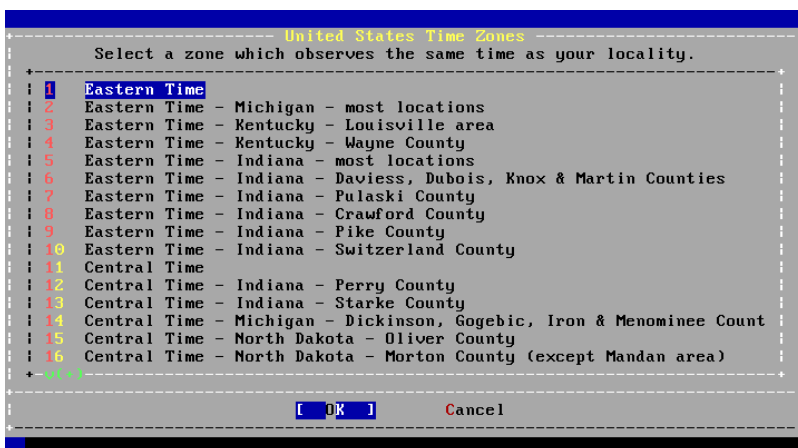 United States Time Zones
Select a zone which observes the same time as your locality.
1 Eastern Time
2 Eastern Time - Michigan - most locations
3 Eastern Time - Kentucky - Louisville area
4 Eastern Time - Kentucky - Wayne County
5 Eastern Time - Indiana - most locations
6 Eastern Time - Indiana - Daviess, Dubois, Knox & Martin Counties
7 Eastern Time - Indiana - Pulaski County
8 Eastern Time - Indiana - Crawford County
9 Eastern Time - Indiana - Pike County
10 Eastern Time - Indiana - Switzerland County
11 Central Time
12 Central Time - Indiana - Perry County
13 Central Time - Indiana - Starke County
14 Central Time - Michigan - Dickinson, Gogebic, Iron & Menominee Count
15 Central Time - North Dakota - Oliver County
16 Central Time - North Dakota - Morton County (except Mandan area)
v(+)
[ OK ] Cancel